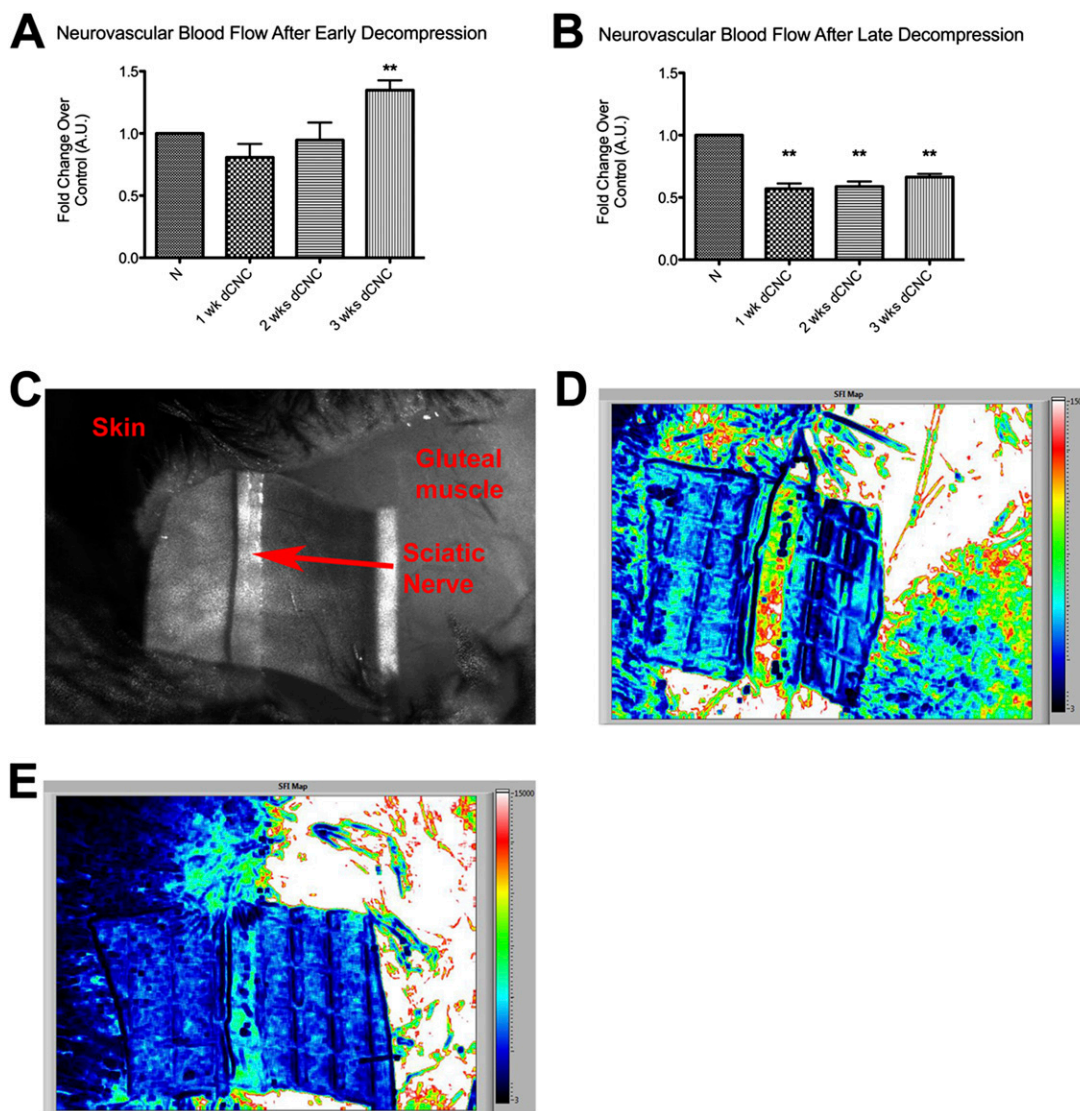 A
Neurovascular Blood Flow After Early Decompression
Fold Change Over
Control (A.U.)
1.5
1.0
0.5
0.0
**
N
1 wk dCNC
2 wks dCNC
3 wks dCNC
B
Neurovascular Blood Flow After Late Decompression
Fold Change Over
Control (A.U.)
1.5
1.0
0.5
0.0
**
**
**
N
1 wk dCNC
2 wks dCNC
3 wks dCNC
C
Skin
Gluteal
muscle
Sciatic
Nerve
D
SFI Map
3
E
SFI Map
15000
3